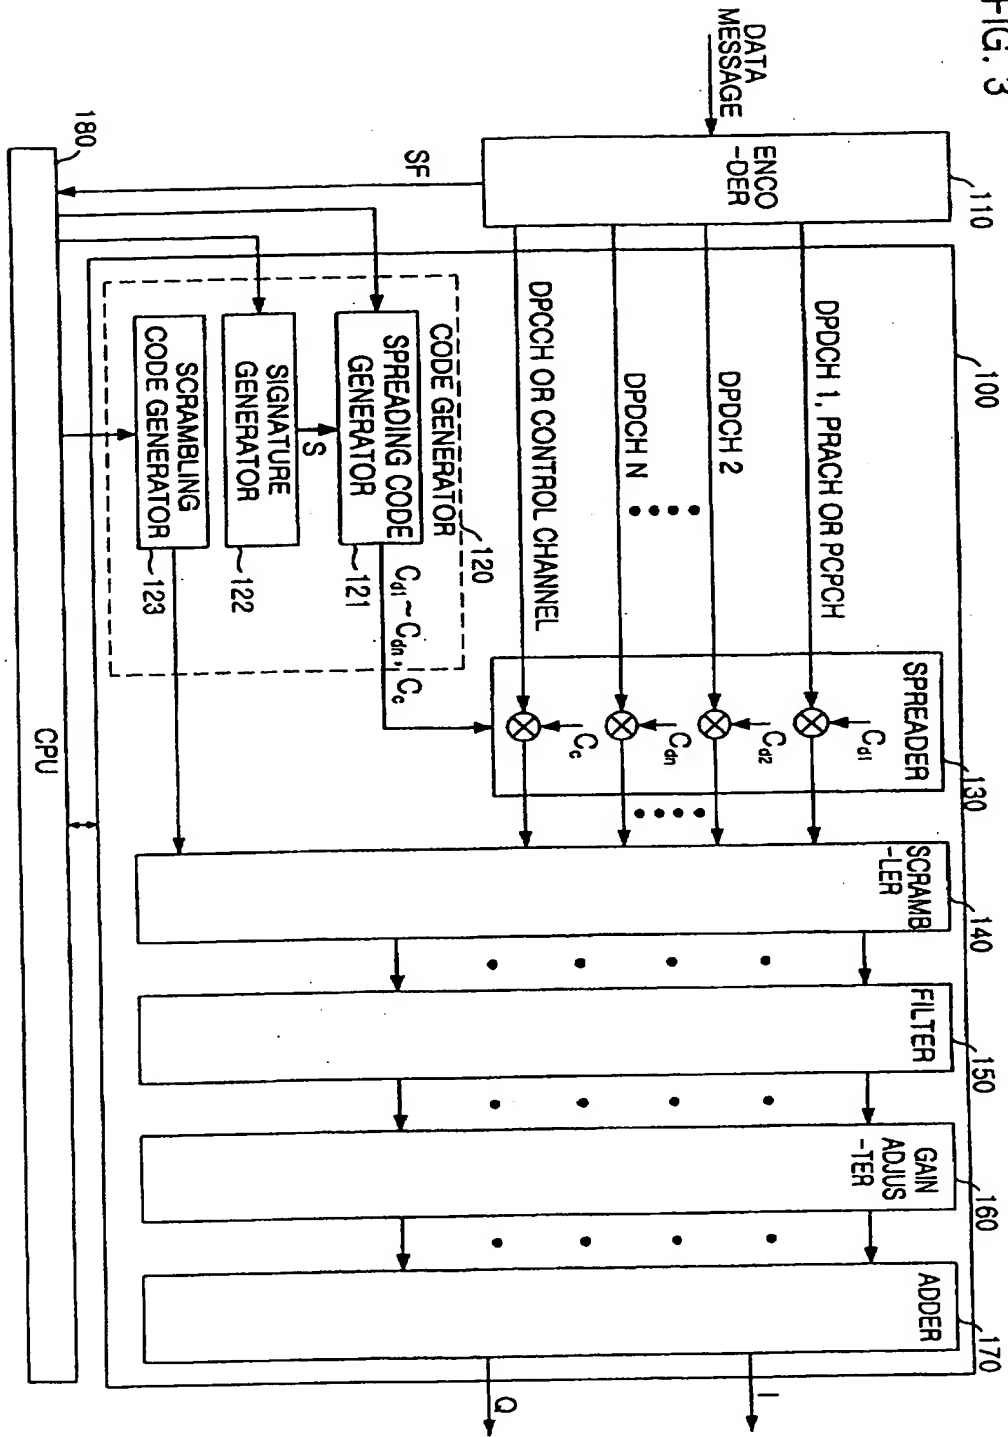 FIG. 3
DATA
MESSAGE
ENCO
-DER
110
SF
180
CPU
100
DPDCH 1, PRACH OR PCPCH
DPDCH 2
DPDCH N
DPCCH OR CONTROL CHANNEL
CODE GENERATOR
120
SPREADING CODE
GENERATOR
121
S
SIGNATURE
GENERATOR
122
SCRAMBLING
CODE GENERATOR
123
Cd1~Cdn, Cc
SPREADER
130
Cd1
Cd2
Cdn
Cc
SCRAMB
-LER
140
FILTER
150
GAIN
ADJUS
-TER
160
ADDER
170
I
Q